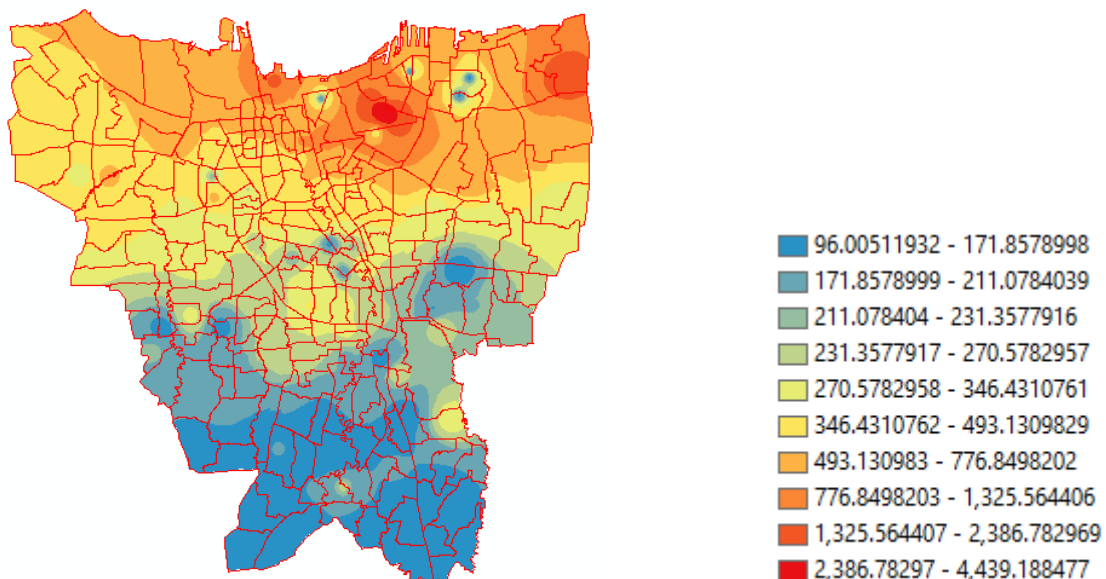 96.00511932 - 171.8578998
171.8578999 - 211.0784039
211.078404 - 231.3577916
231.3577917 - 270.5782957
270.5782958 - 346.4310761
346.4310762 - 493.1309829
493.130983 - 776.8498202
776.8498203 - 1,325.564406
1,325.564407 - 2,386.782969
2,386.78297 - 4,439.188477